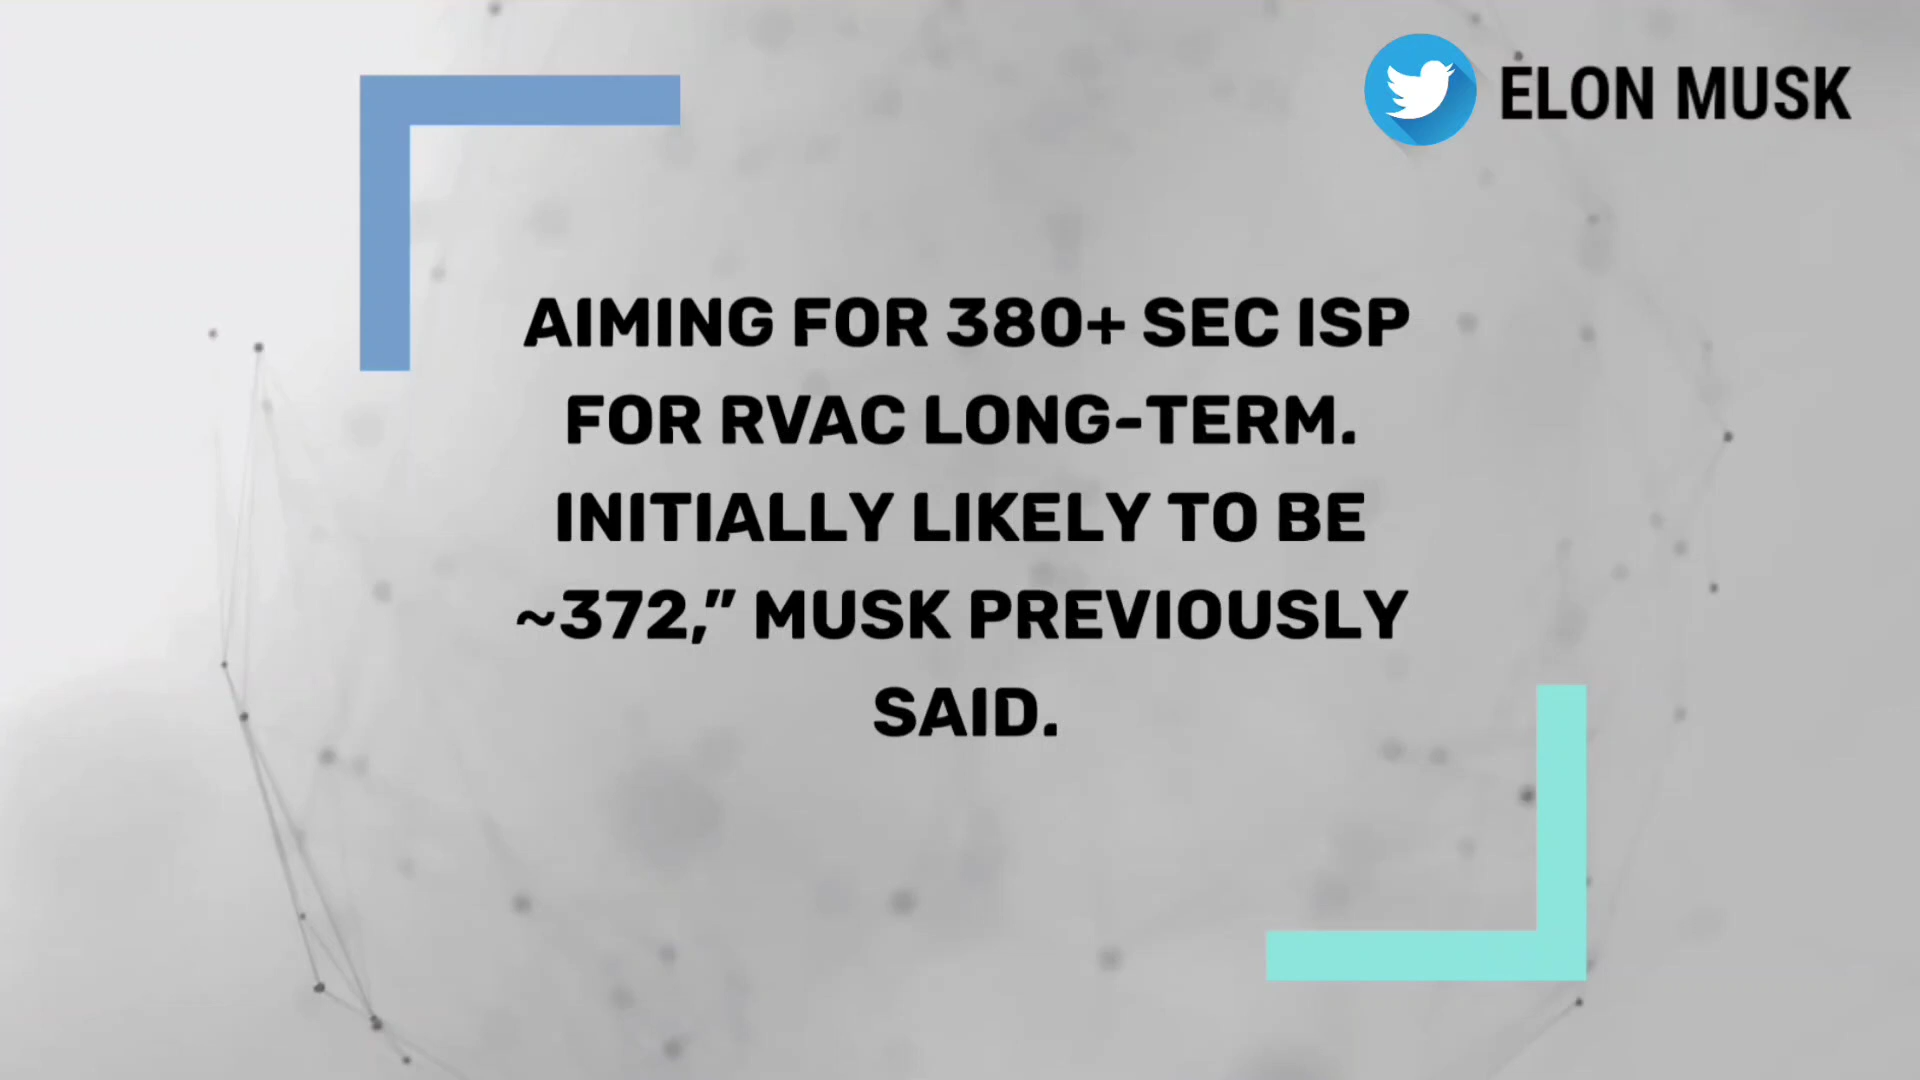 ELON MUSK
AIMING FOR 380+ SEC ISP
FOR RVAC LONG-TERM.
INITIALLY LIKELY TO BE
~372,” MUSK PREVIOUSLY
SAID.